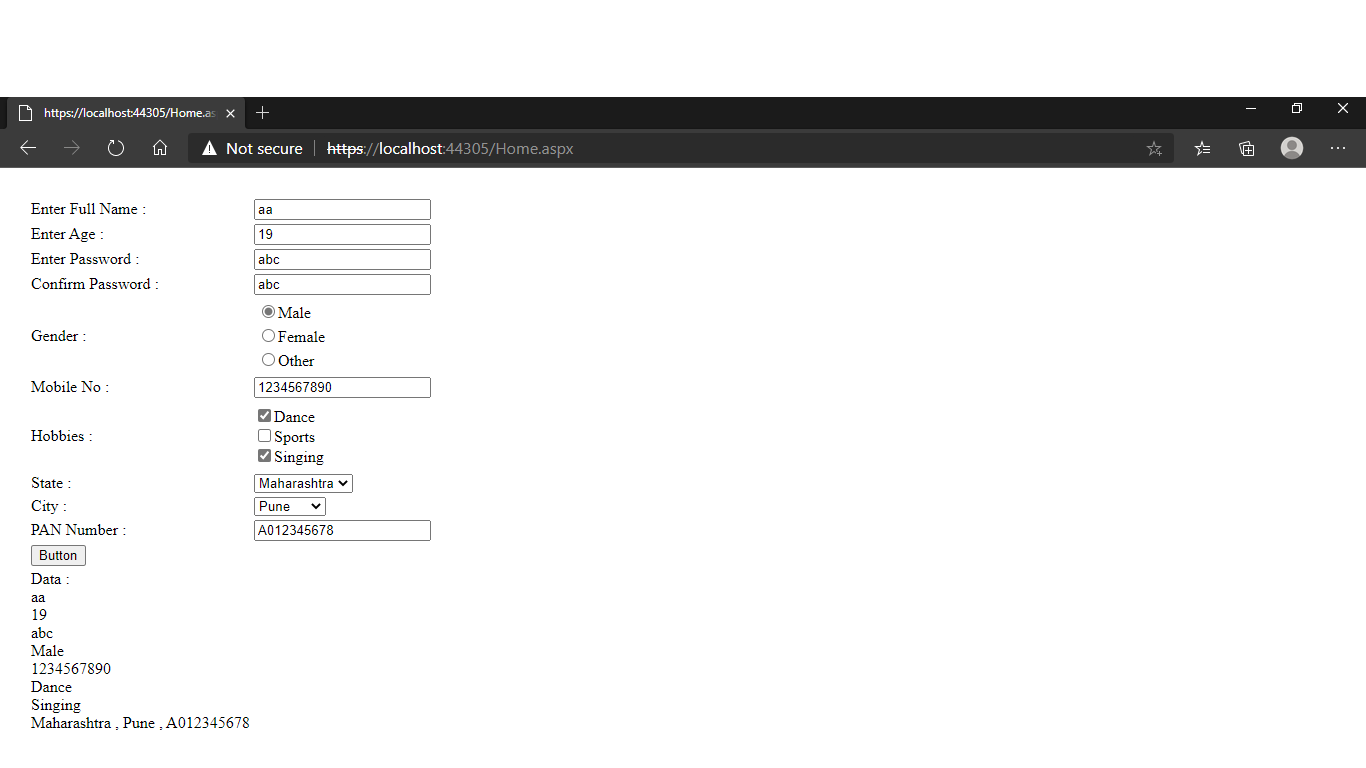 https://localhost:44305/Home.as
Not secure https://localhost:44305/Home.aspx
Enter Full Name : aa
Enter Age : 19
Enter Password : abc
Confirm Password : abc
Male
Gender : Female
Other
Mobile No : 1234567890
Dance
Hobbies : Sports
Singing
State : Maharashtra
City : Pune
PAN Number : A012345678
Button
Data :
aa
19
abc
Male
1234567890
Dance
Singing
Maharashtra , Pune , A012345678